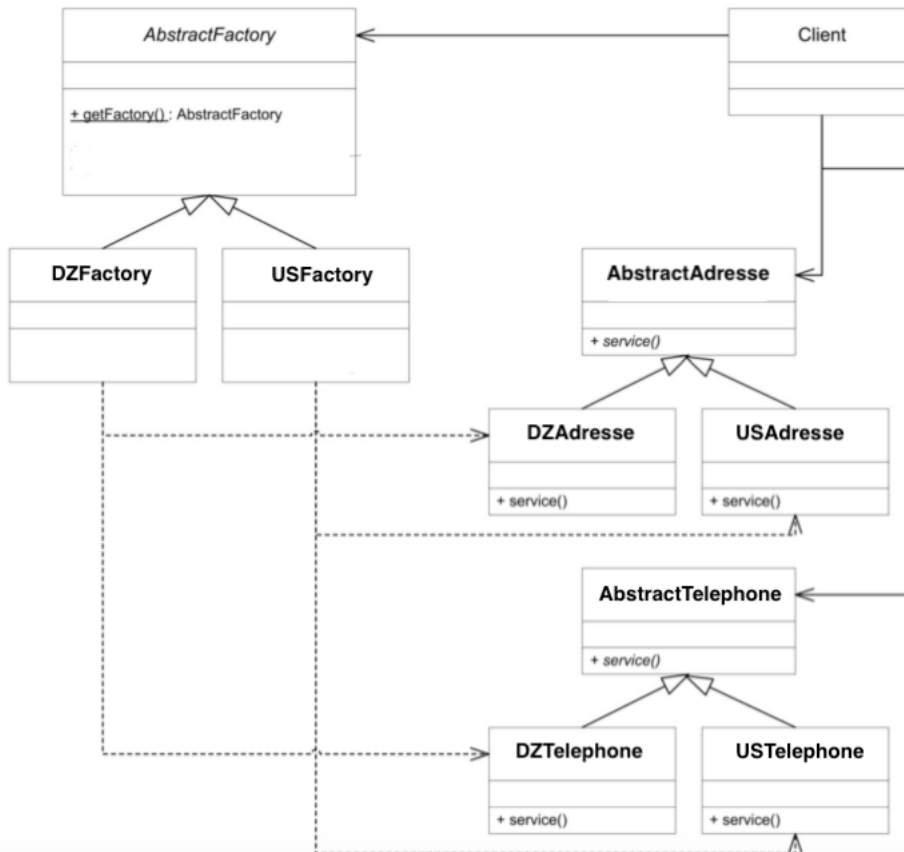 AbstractFactory
Client
+ getFactory() : AbstractFactory
DZFactory
USFactory
AbstractAdresse
+ service()
DZAdresse
USAdresse
+ service()
+ service()
AbstractTelephone
+ service()
DZTelephone
USTelephone
+ service()
+ service()